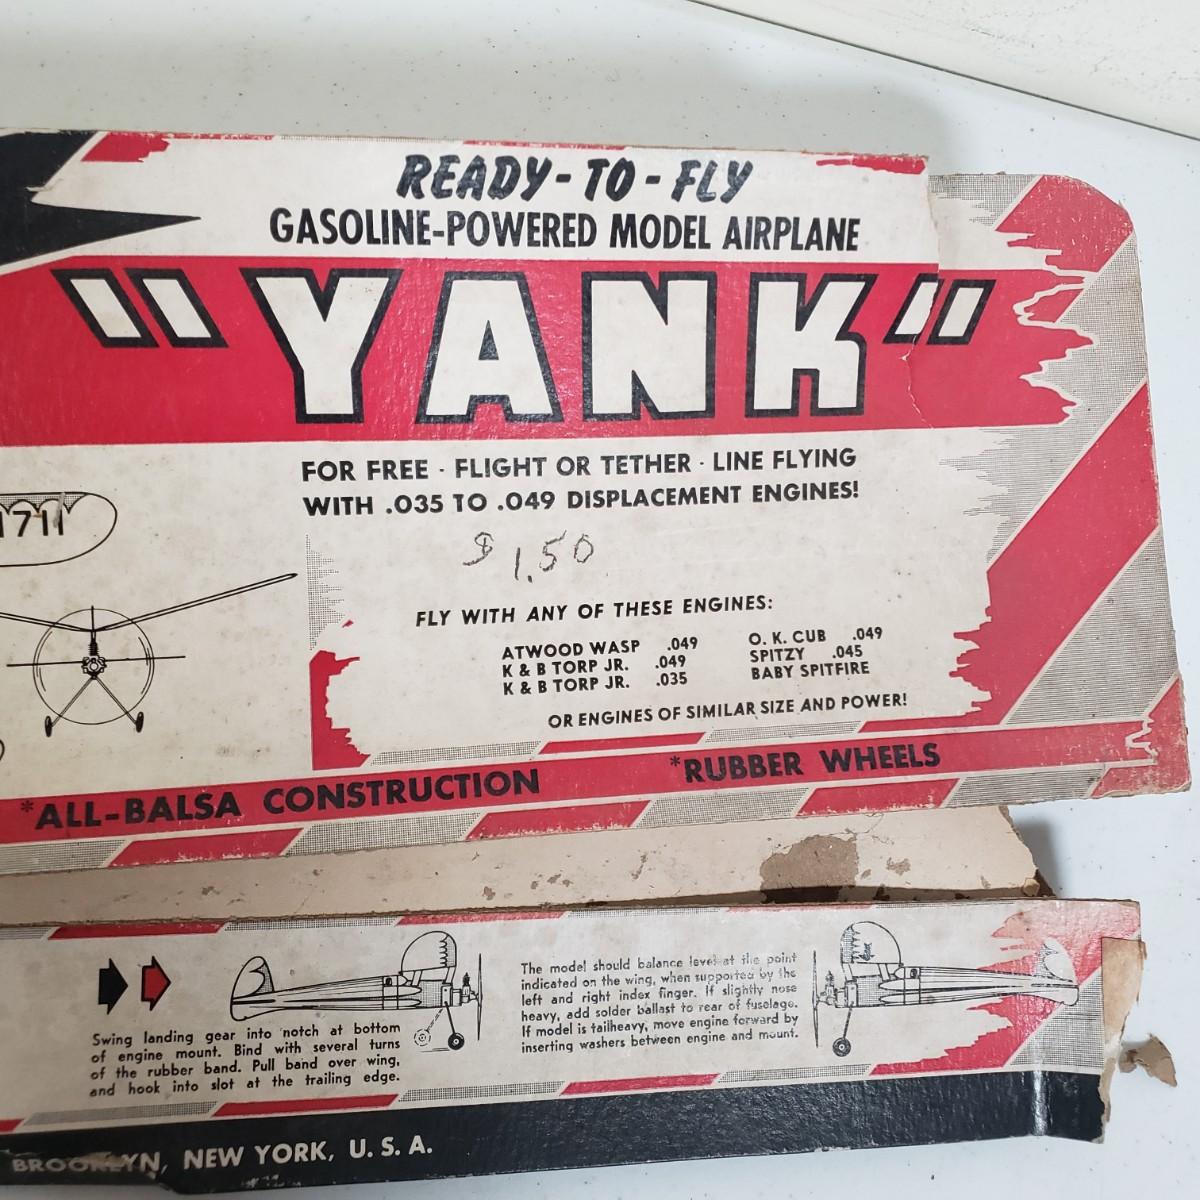 READY-TO-FLY
GASOLINE-POWERED MODEL AIRPLANE
"YANK"
FOR FREE - FLIGHT OR TETHER - LINE FLYING
WITH .035 TO .049 DISPLACEMENT ENGINES!
$1.50
FLY WITH ANY OF THESE ENGINES:
ATWOOD WASP .049
K & B TORP JR. .049
K & B TORP JR. .035
O. K. CUB .049
SPITZY .045
BABY SPITFIRE
OR ENGINES OF SIMILAR SIZE AND POWER!
*ALL-BALSA CONSTRUCTION *RUBBER WHEELS
Swing landing gear into notch at bottom
of engine mount. Bind with several turns
of the rubber band. Pull band over wing,
and hook into slot at the trailing edge.
The model should balance level at the point
indicated on the wing, when supported by the
left and right index finger. If slightly nose
heavy, add solder ballast to rear of fuselage.
If model is tailheavy, move engine forward by
inserting washers between engine and mount.
BROOKLYN, NEW YORK, U. S. A.